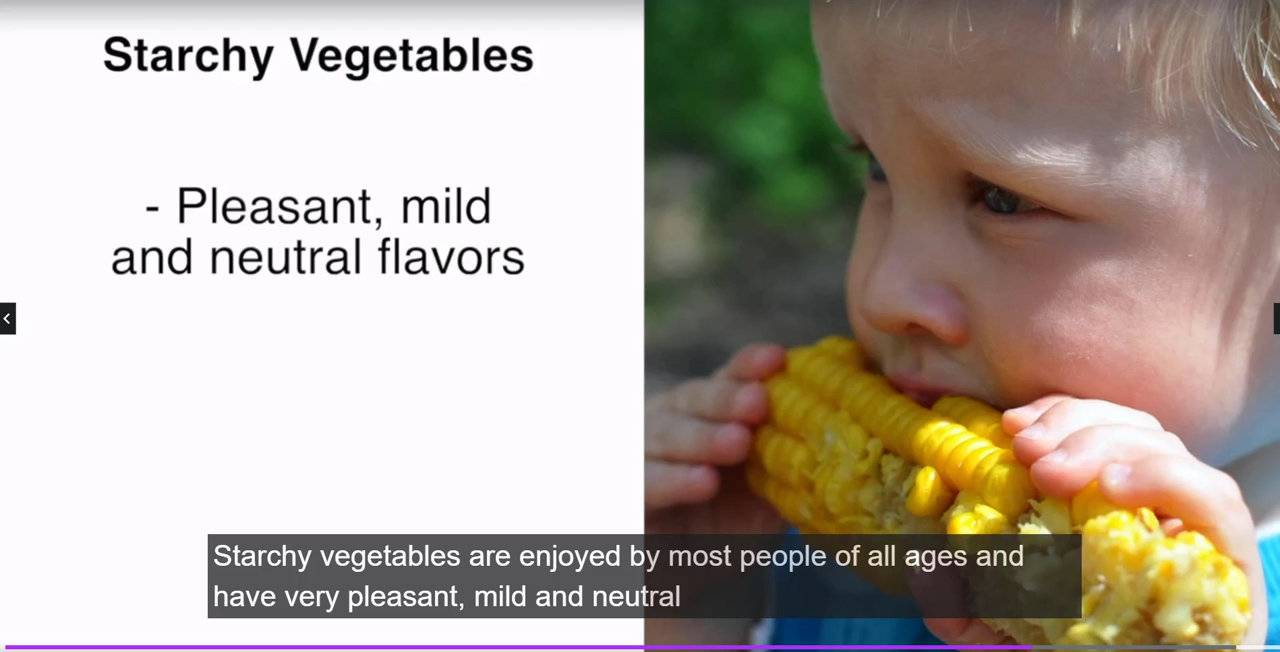 Starchy Vegetables
- Pleasant, mild
and neutral flavors
Starchy vegetables are enjoyed by most people of all ages and
have very pleasant, mild and neutral